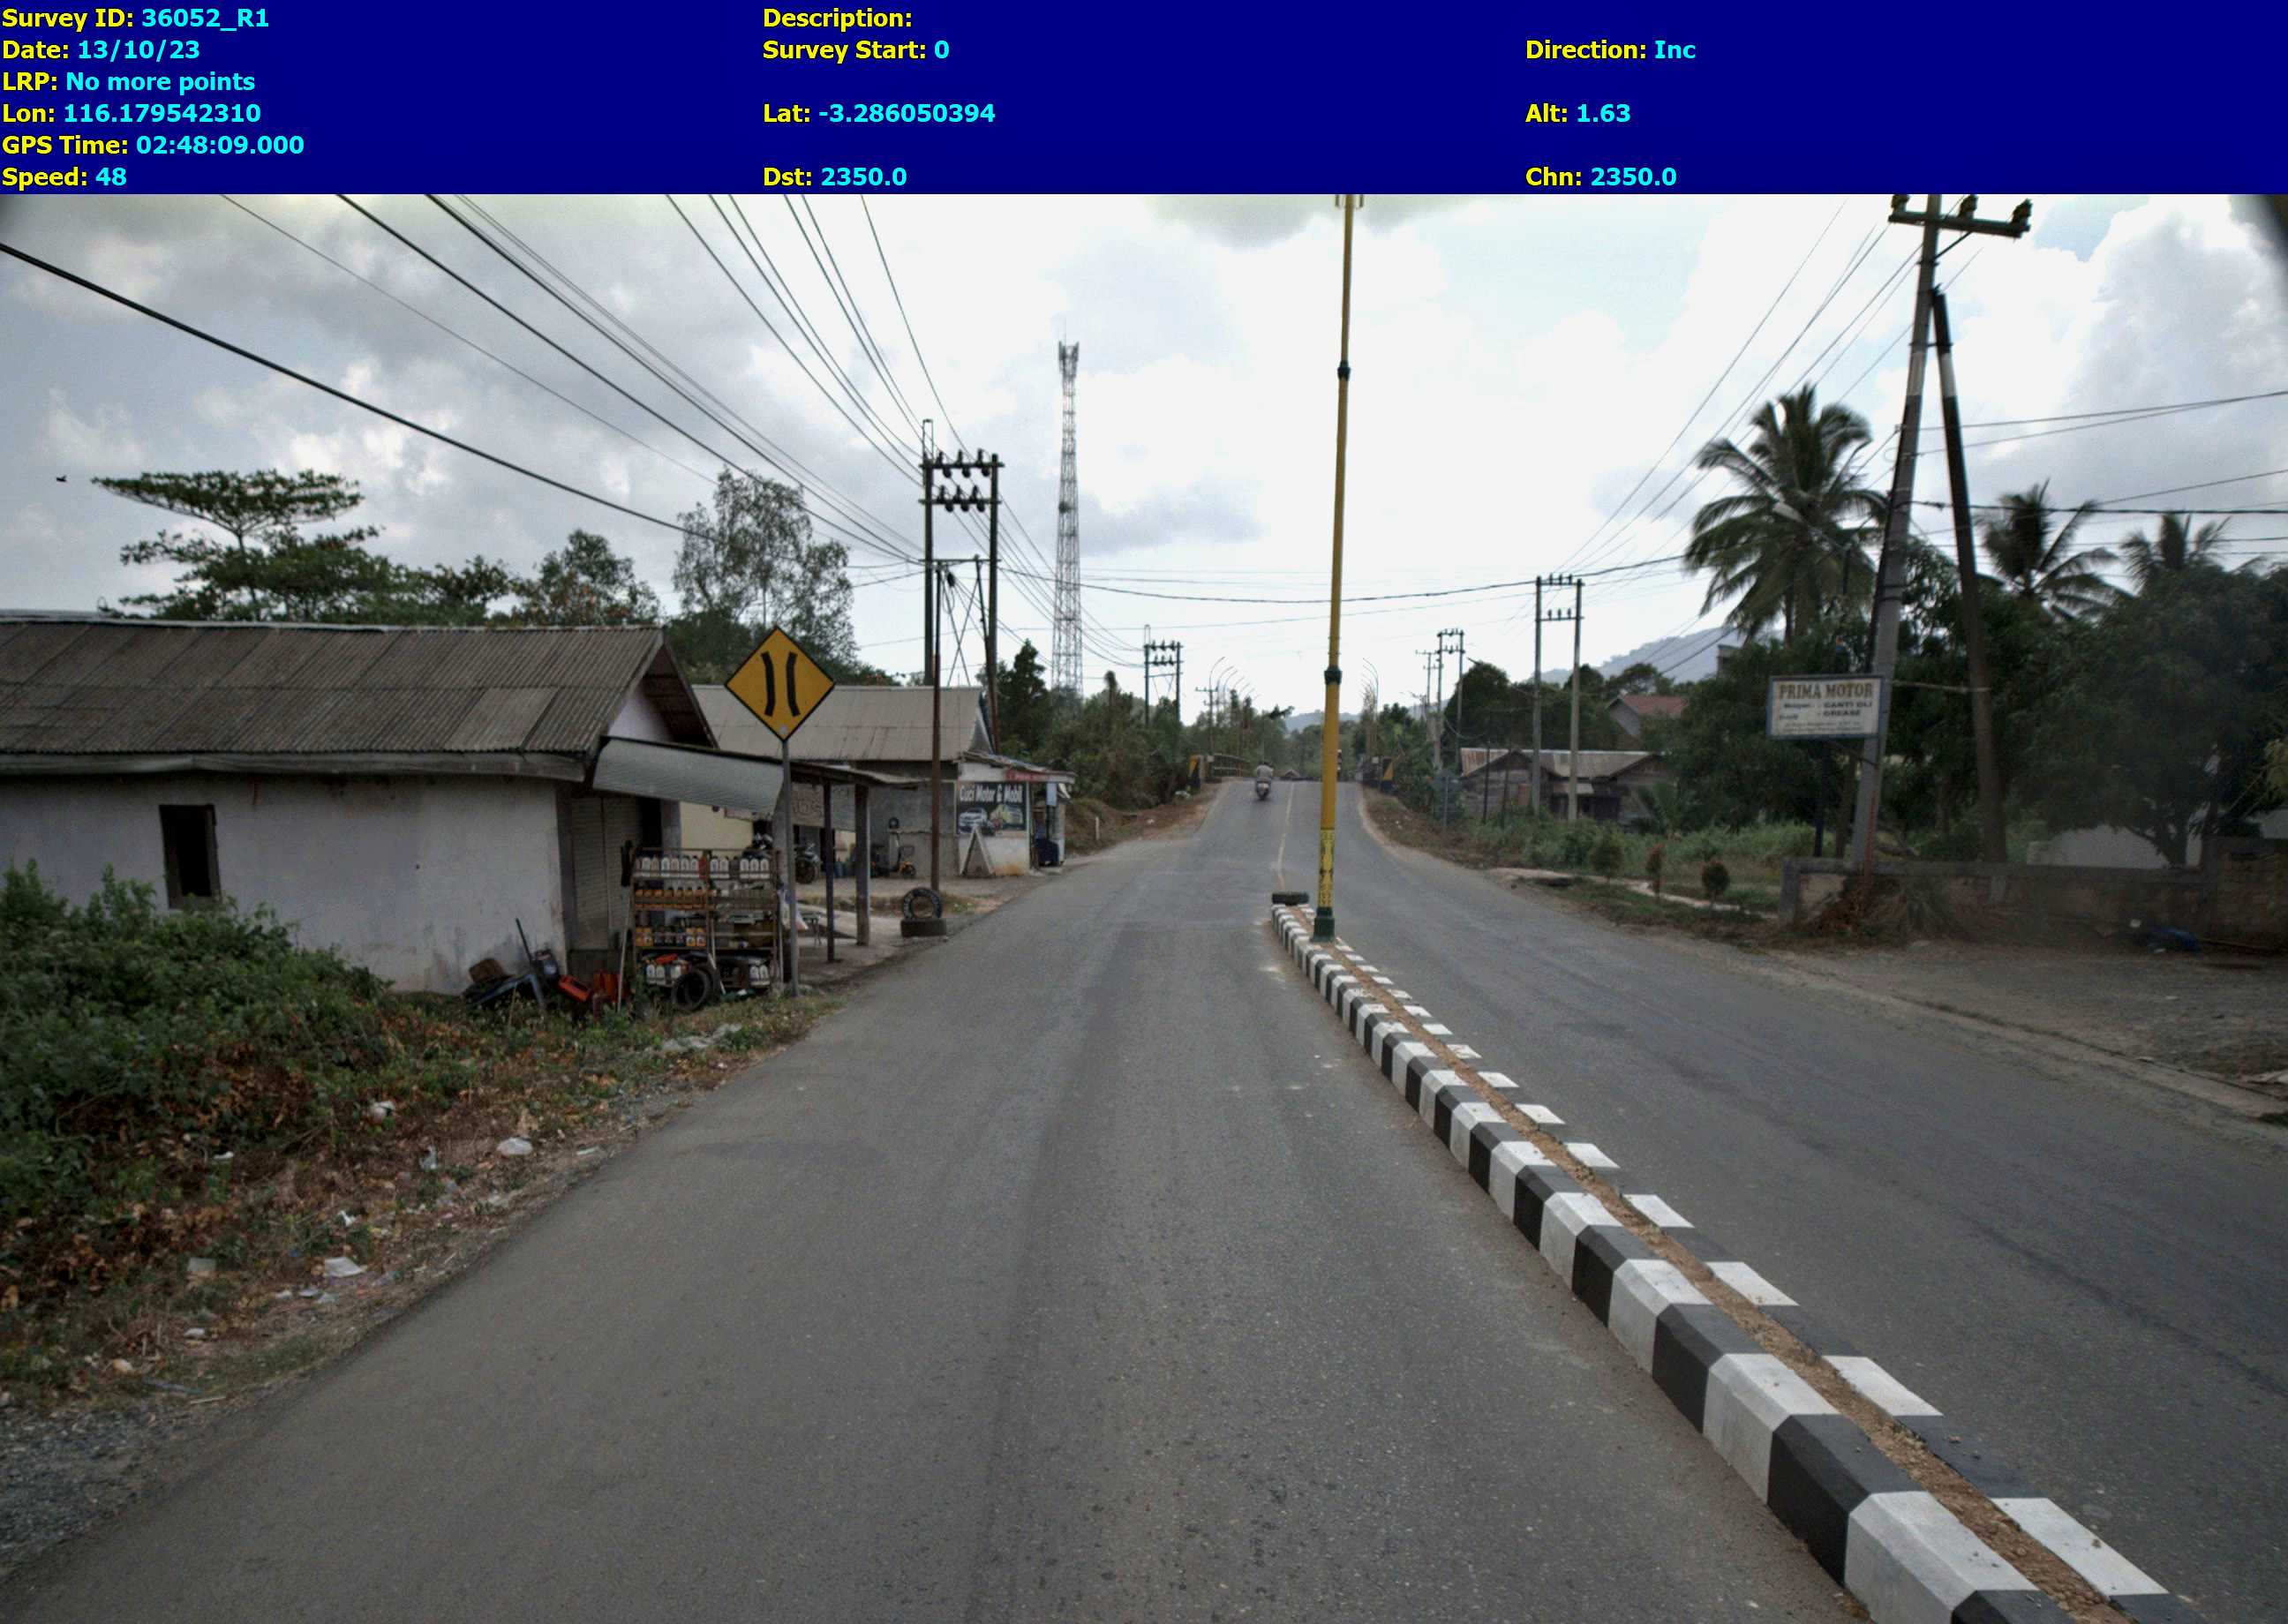 Survey ID: 36052_R1
Description:
Date: 13/10/23
Survey Start: 0
Direction: Inc
LRP: No more points
Lon: 116.179542310
Lat: -3.286050394
Alt: 1.63
GPS Time: 02:48:09.000
Speed: 48
Dst: 2350.0
Chn: 2350.0
PRIMA MOTOR
: GANTI OLI
- GREASE
Cuci Motor & Mobil